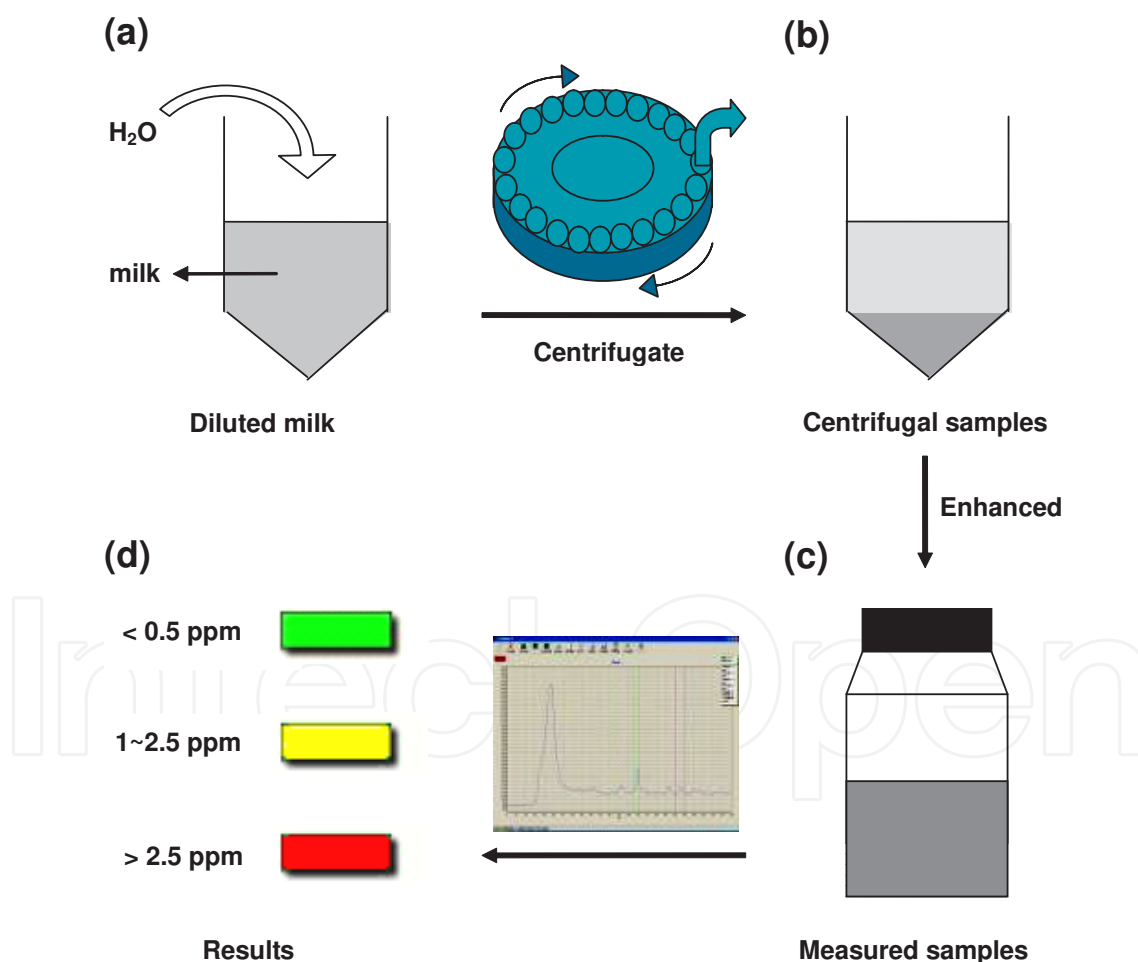 (a)
(b)
H₂O
milk
Centrifugate
Diluted milk
Centrifugal samples
Enhanced
(d)
(c)
< 0.5 ppm
1~2.5 ppm
> 2.5 ppm
Results
Measured samples